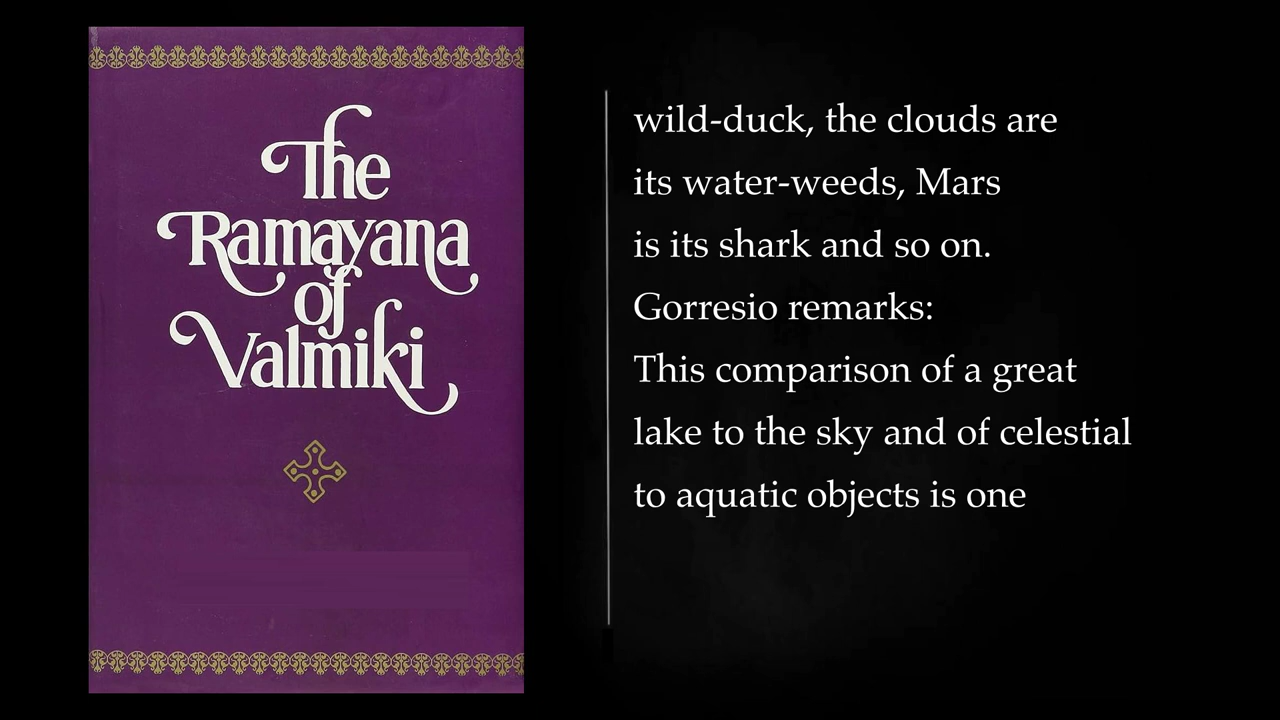 The
Ramayana
of
Valmiki
wild-duck, the clouds are
its water-weeds, Mars
is its shark and so on.
Gorresio remarks:
This comparison of a great
lake to the sky and of celestial
to aquatic objects is one